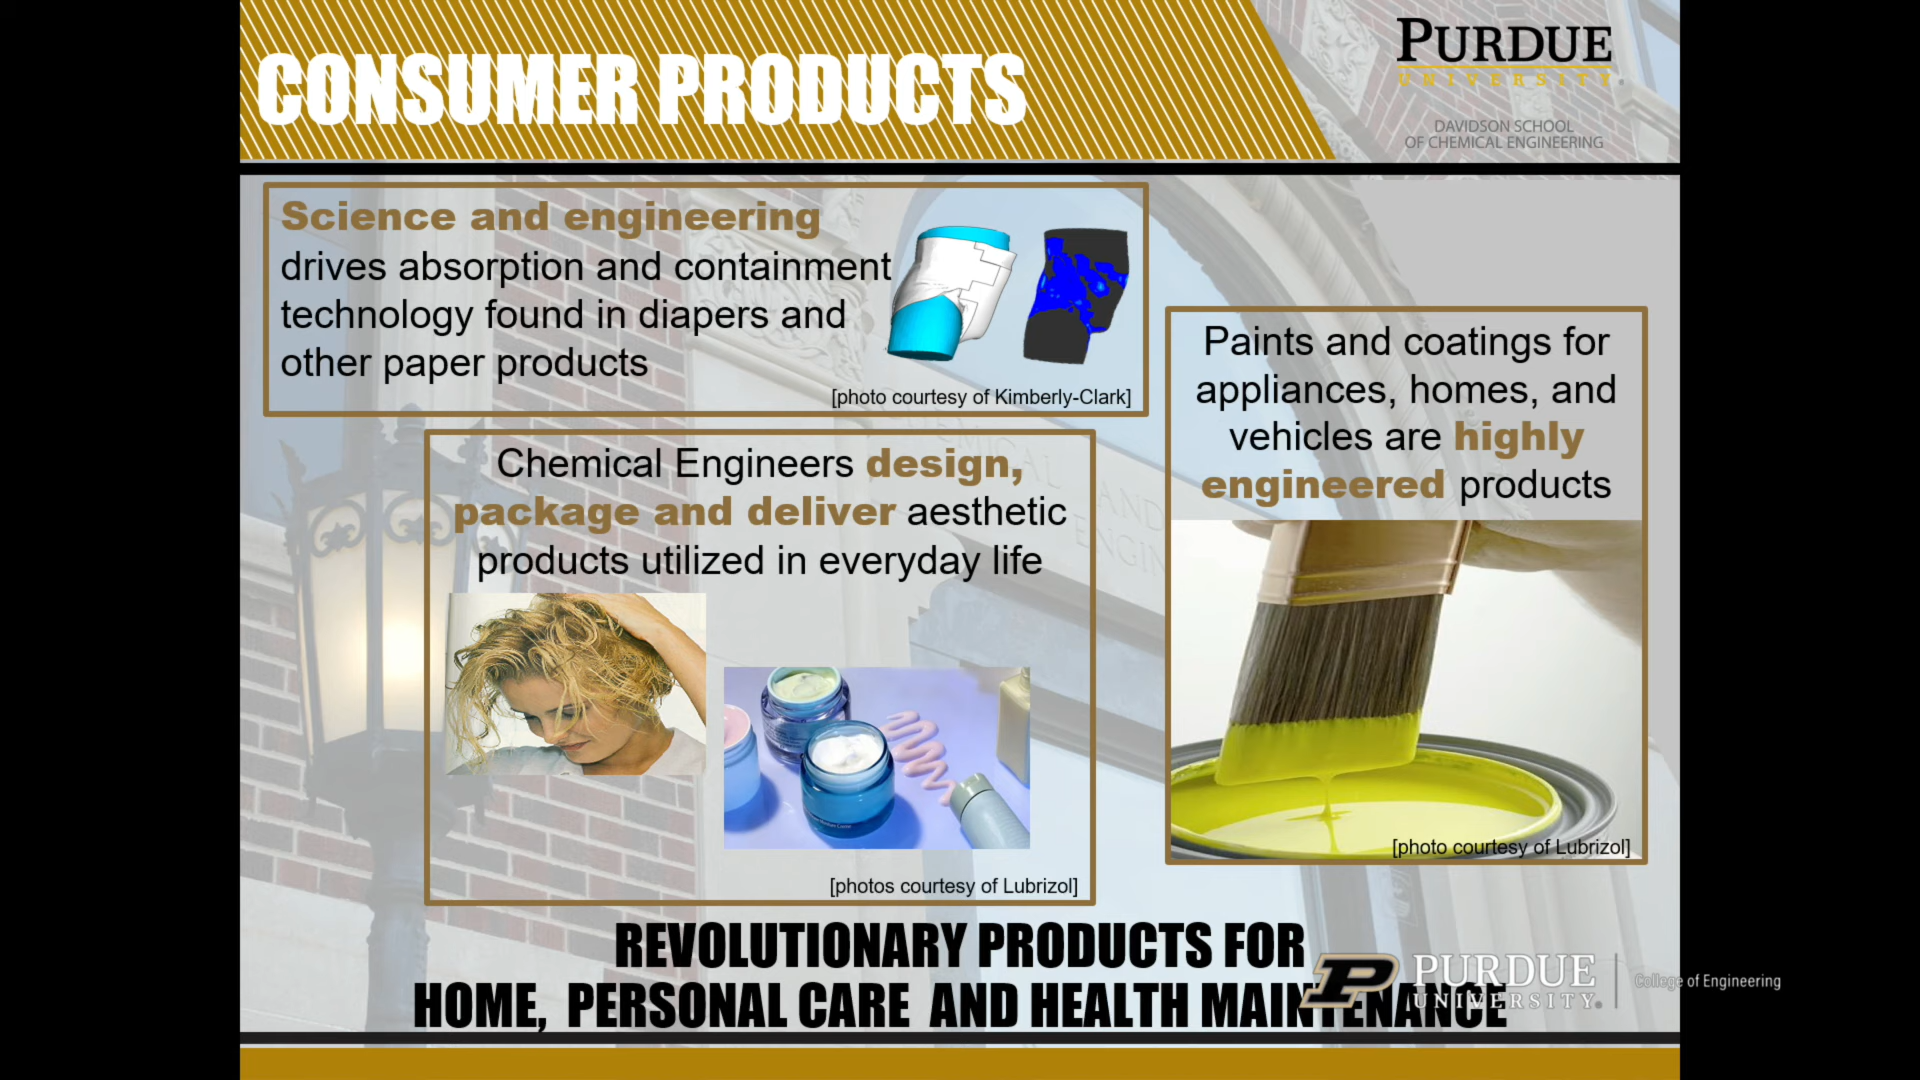 CONSUMER PRODUCTS
PURDUE
UNIVERSITY®
DAVIDSON SCHOOL
OF CHEMICAL ENGINEERING
Science and engineering
drives absorption and containment
technology found in diapers and
other paper products
[photo courtesy of Kimberly-Clark]
Chemical Engineers design,
package and deliver aesthetic
products utilized in everyday life
[photos courtesy of Lubrizol]
Paints and coatings for
appliances, homes, and
vehicles are highly
engineered products
[photo courtesy of Lubrizol]
REVOLUTIONARY PRODUCTS FOR
HOME, PERSONAL CARE AND HEALTH MAINTENANCE
P
PURDUE
UNIVERSITY®
College of Engineering